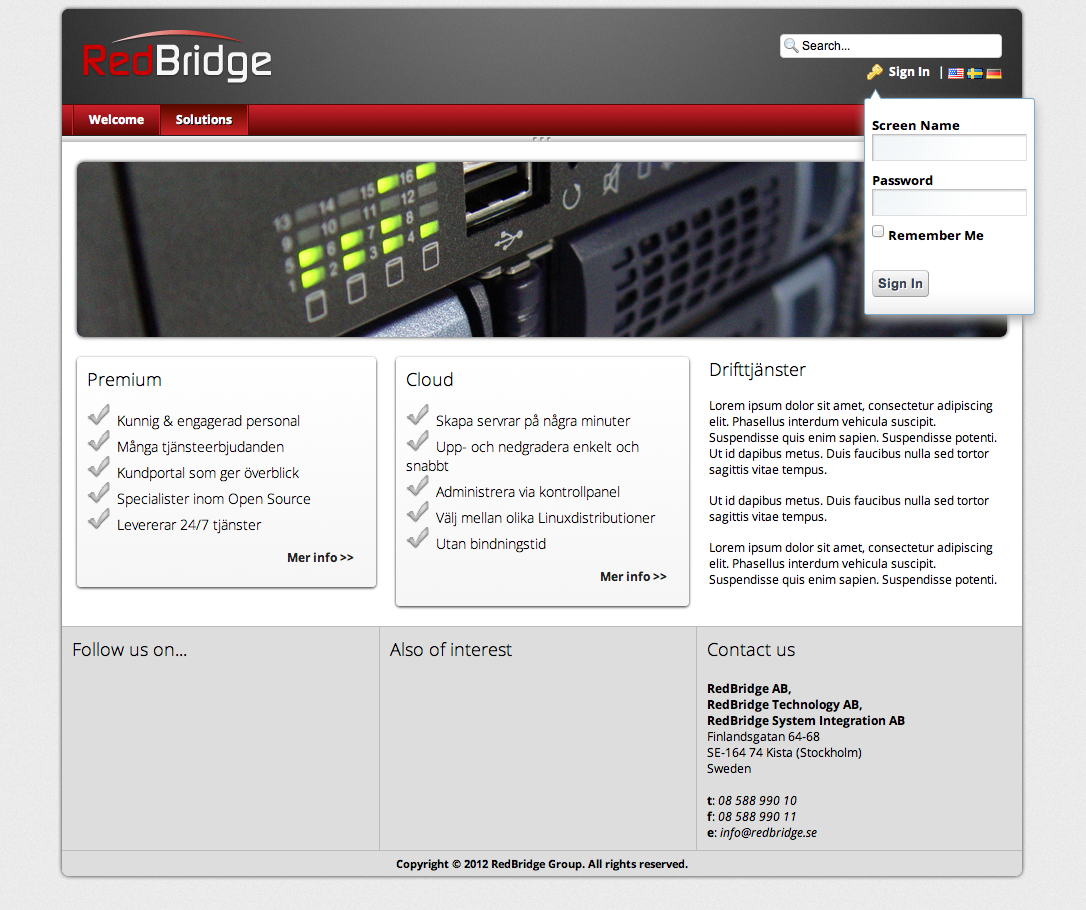 RedBridge
Search...
Sign In |
Welcome
Solutions
Screen Name
Password
Remember Me
Sign In
13 14 15 16
9 10 11 12
5 6 7 8
1 2 3 4
Premium
Kunnig & engagerad personal
Många tjänsteerbjudanden
Kundportal som ger överblick
Specialister inom Open Source
Levererar 24/7 tjänster
Mer info >>
Cloud
Skapa servrar på några minuter
Upp- och nedgradera enkelt och
snabbt
Administrera via kontrollpanel
Välj mellan olika Linuxdistributioner
Utan bindningstid
Mer info >>
Drifttjänster
Lorem ipsum dolor sit amet, consectetur adipiscing
elit. Phasellus interdum vehicula suscipit.
Suspendisse quis enim sapien. Suspendisse potenti.
Ut id dapibus metus. Duis faucibus nulla sed tortor
sagittis vitae tempus.
Ut id dapibus metus. Duis faucibus nulla sed tortor
sagittis vitae tempus.
Lorem ipsum dolor sit amet, consectetur adipiscing
elit. Phasellus interdum vehicula suscipit.
Suspendisse quis enim sapien. Suspendisse potenti.
Follow us on...
Also of interest
Contact us
RedBridge AB,
RedBridge Technology AB,
RedBridge System Integration AB
Finlandsgatan 64-68
SE-164 74 Kista (Stockholm)
Sweden
t: 08 588 990 10
f: 08 588 990 11
e: info@redbridge.se
Copyright © 2012 RedBridge Group. All rights reserved.